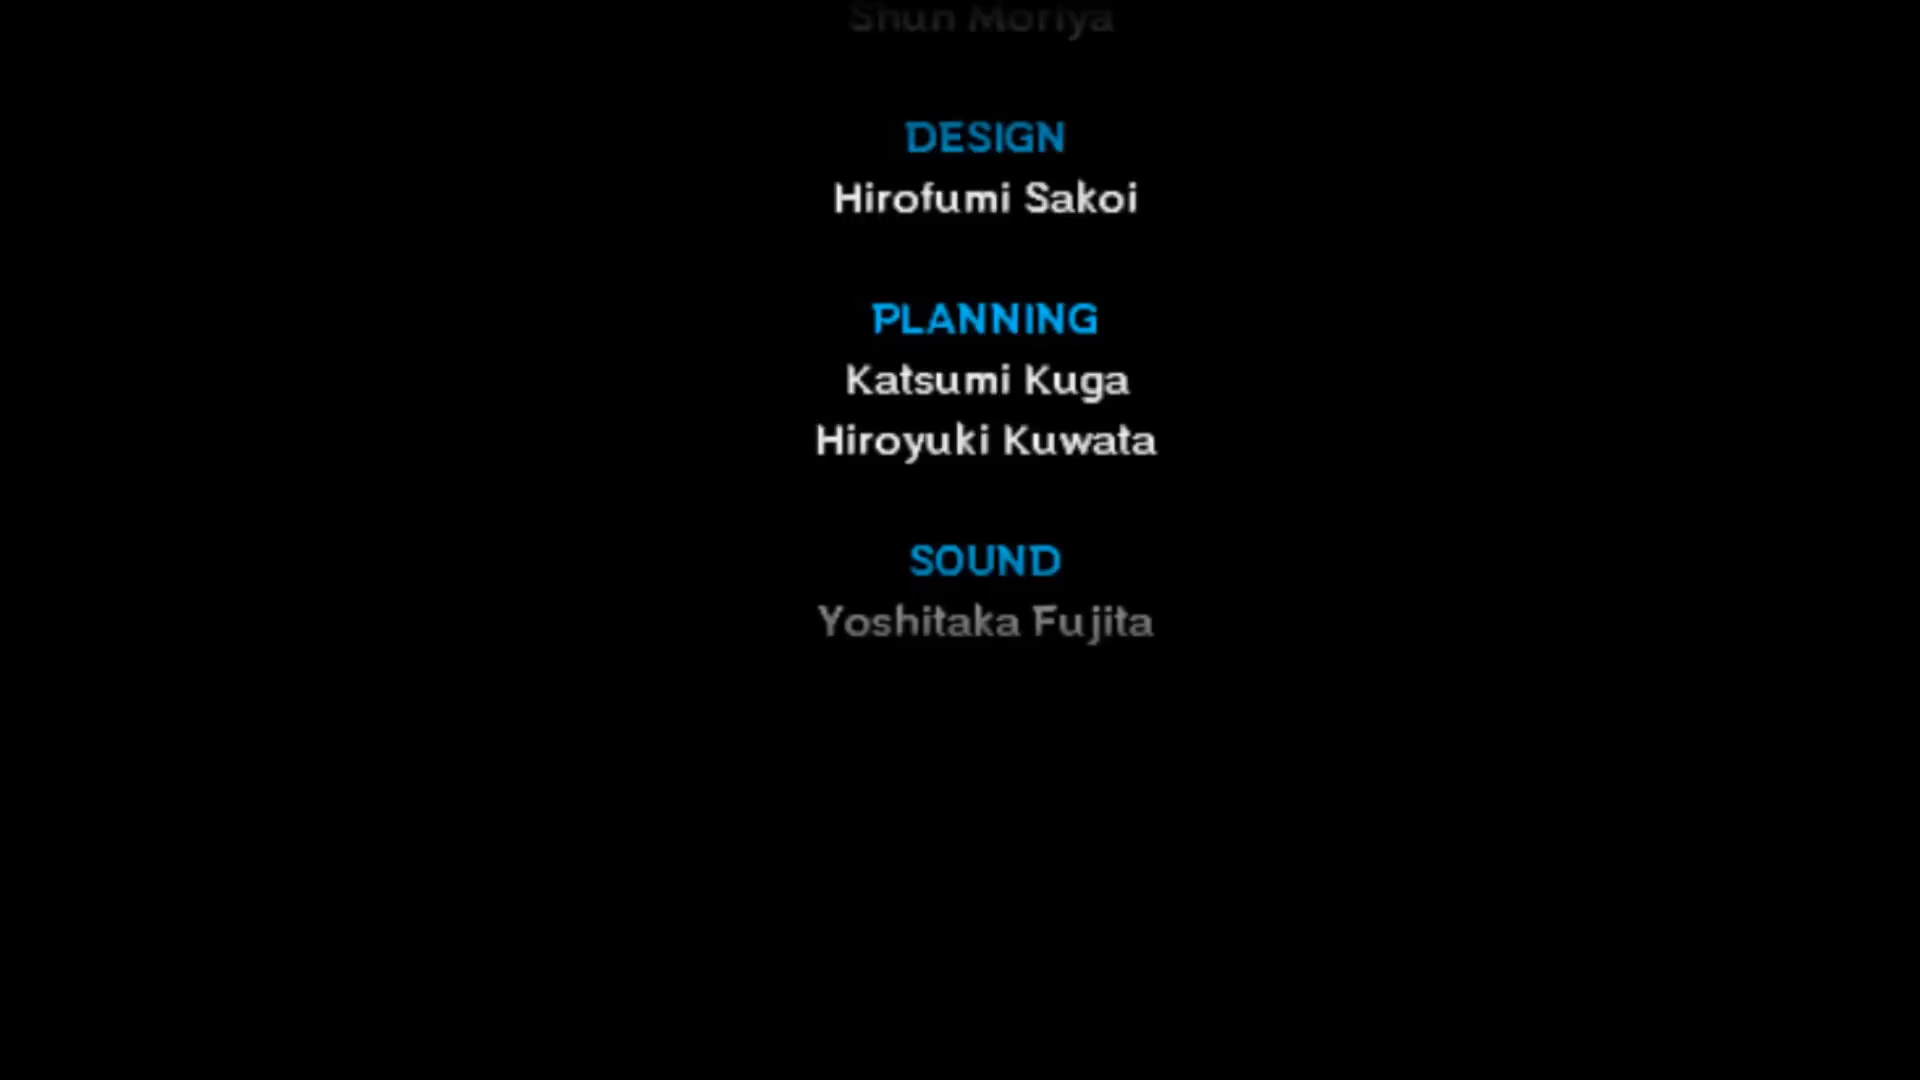 Shun Moriya
DESIGN
Hirofumi Sakoi
PLANNING
Katsumi Kuga
Hiroyuki Kuwata
SOUND
Yoshitaka Fujita